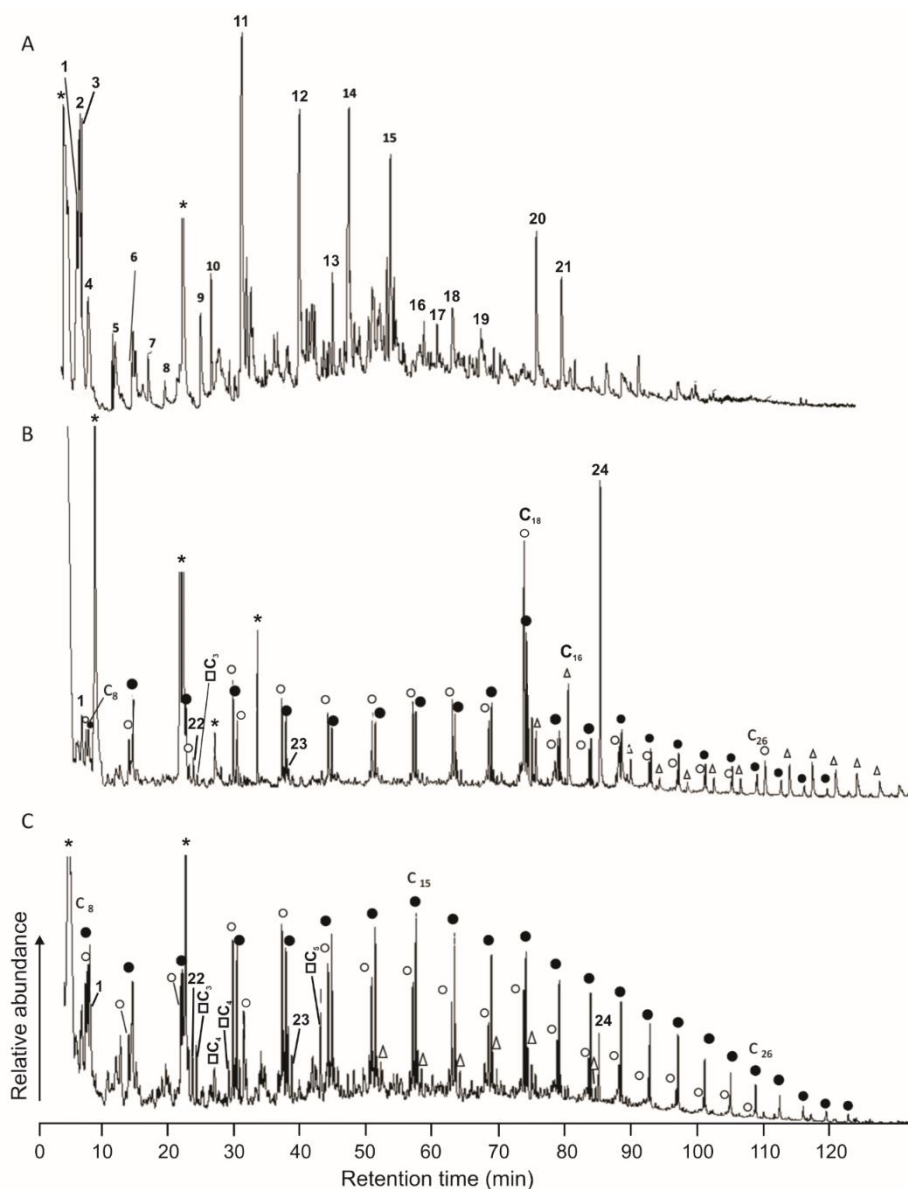 A
11
1
2
3
*
12
14
15
*
20
13
21
10
4
9
18
6
16
17
19
5
7
8
B
*
24
C18
*
*
□C3
C16
1
C8
22
*
23
C26
C
*
*
C15
C8
□C5
1
22
□C3
□C4
□C4
23
24
C26
Relative abundance
0 10 20 30 40 50 60 70 80 90 100 110 120
Retention time (min)